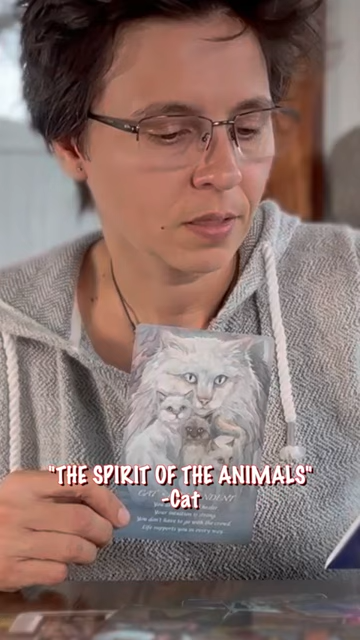 "THE SPIRIT OF THE ANIMALS"
-Cat
CAT
Your intuition is strong
You don't have to go with the crowd
Life supports you in every way